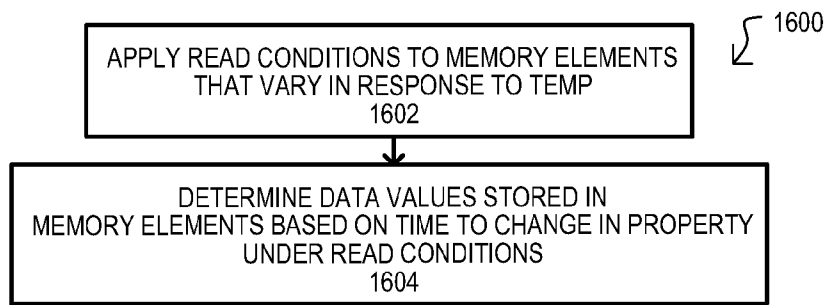 1600
APPLY READ CONDITIONS TO MEMORY ELEMENTS
THAT VARY IN RESPONSE TO TEMP
1602
DETERMINE DATA VALUES STORED IN
MEMORY ELEMENTS BASED ON TIME TO CHANGE IN PROPERTY
UNDER READ CONDITIONS
1604